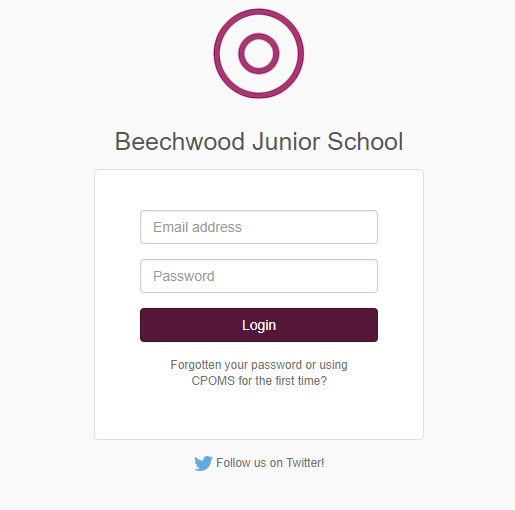 Beechwood Junior School
Email address
Password
Login
Forgotten your password or using
CPOMS for the first time?
Follow us on Twitter!